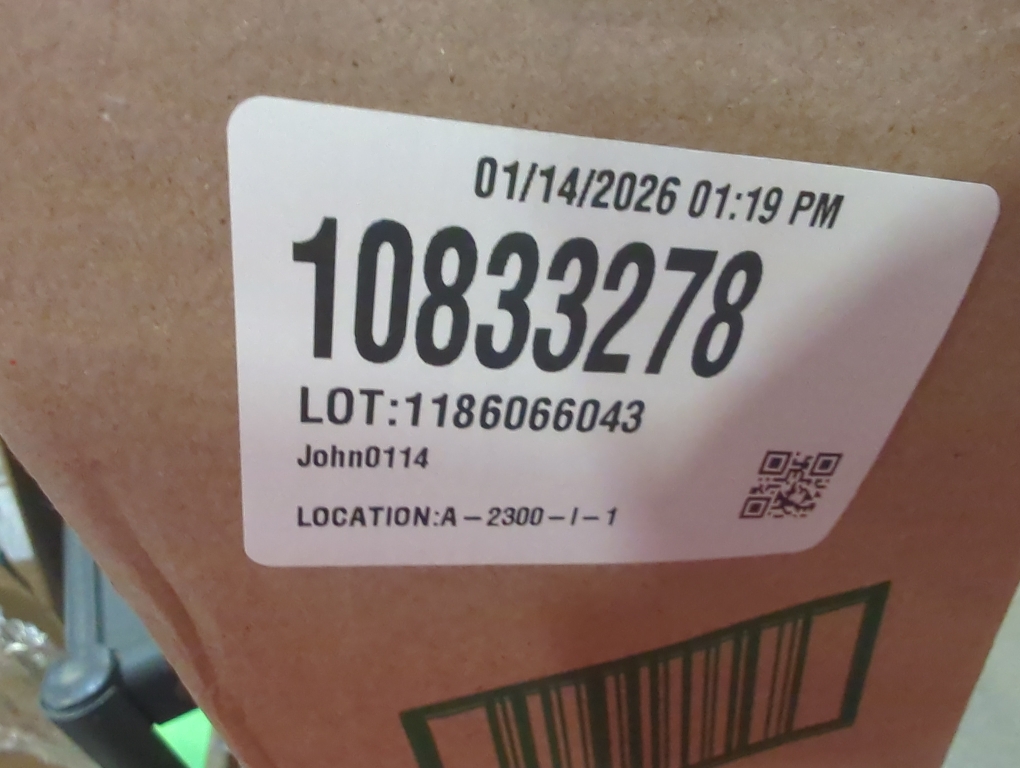 01/14/2026 01:19 PM
10833278
LOT:1186066043
John0114
LOCATION:A-2300-I-1